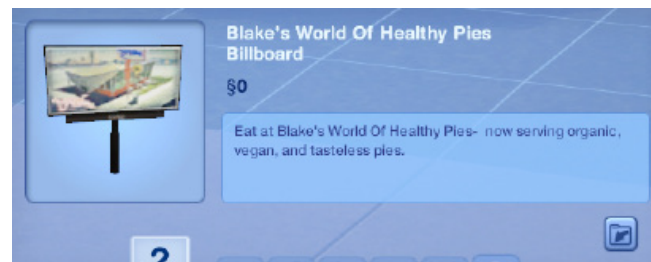 Blake's World Of Healthy Pies
Billboard
§0
Eat at Blake's World Of Healthy Pies- now serving organic,
vegan, and tasteless pies.
?